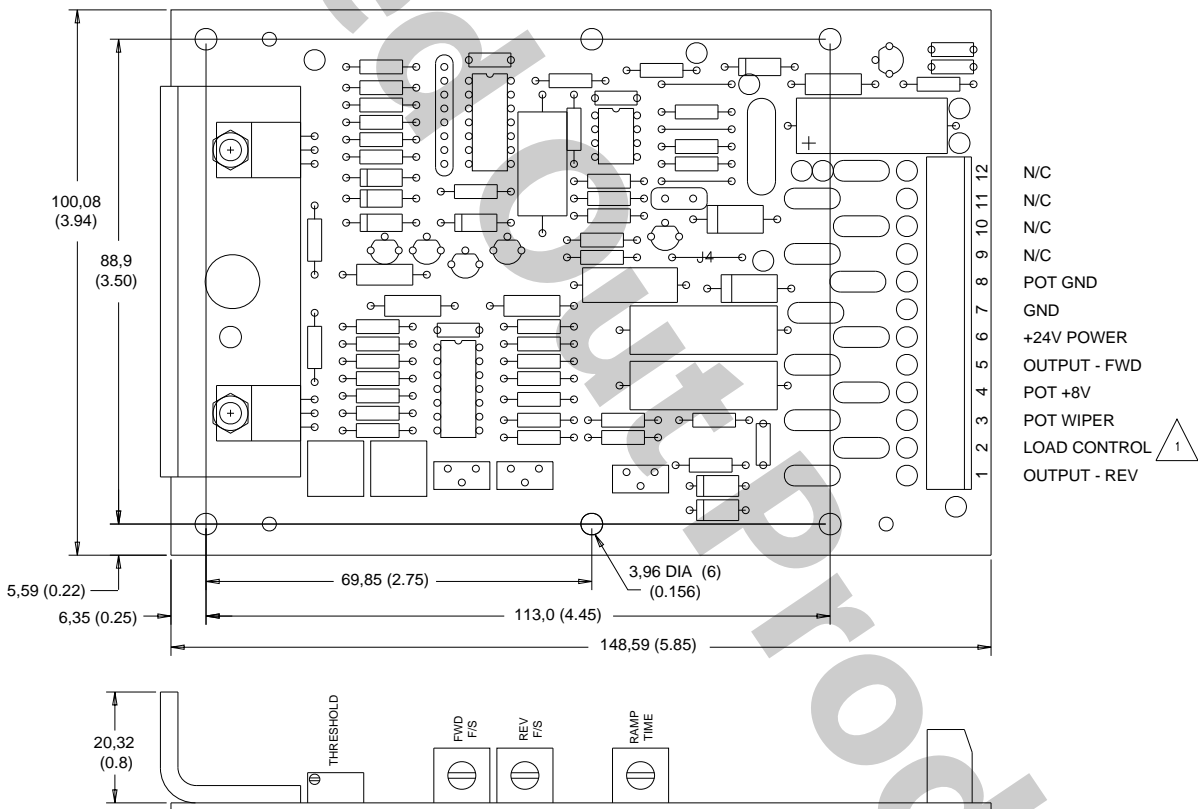 100,08
(3.94)
88,9
(3.50)
5,59 (0.22)
6,35 (0.25)
69,85 (2.75)
113,0 (4.45)
148,59 (5.85)
3,96 DIA (6)
(0.156)
J4
+
12 N/C
11 N/C
10 N/C
9 N/C
8 POT GND
7 GND
6 +24V POWER
5 OUTPUT - FWD
4 POT +8V
3 POT WIPER
2 LOAD CONTROL 1
1 OUTPUT - REV
20,32
(0.8)
THRESHOLD
FWD
F/S
REV
F/S
RAMP
TIME
d Out Prod